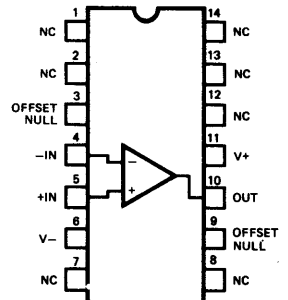 1
NC
2
NC
3
OFFSET
NULL
4
−IN
5
+IN
6
V−
7
NC
−
+
14
NC
13
NC
12
NC
11
V+
10
OUT
9
OFFSET
NULL
8
NC